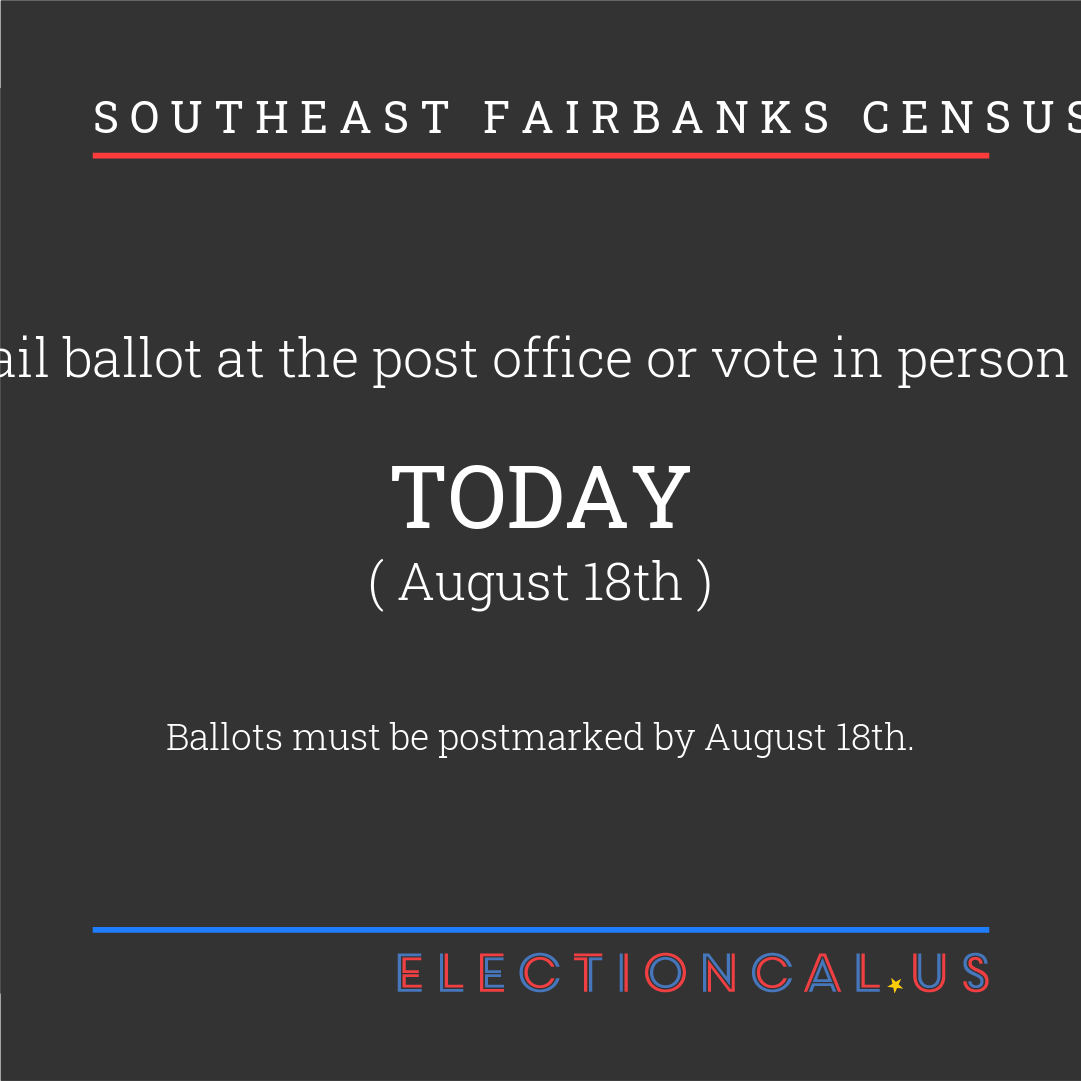 SOUTHEAST FAIRBANKS CENSUS
ail ballot at the post office or vote in person
TODAY
( August 18th )
Ballots must be postmarked by August 18th.
ELECTIONCAL.US